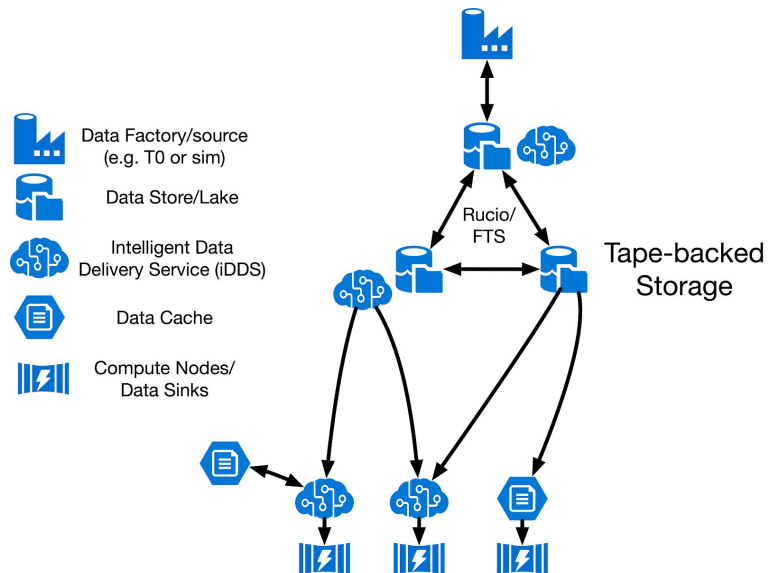 Data Factory/source
(e.g. T0 or sim)
Data Store/Lake
Intelligent Data
Delivery Service (iDDS)
Data Cache
Compute Nodes/
Data Sinks
Rucio/
FTS
Tape-backed
Storage